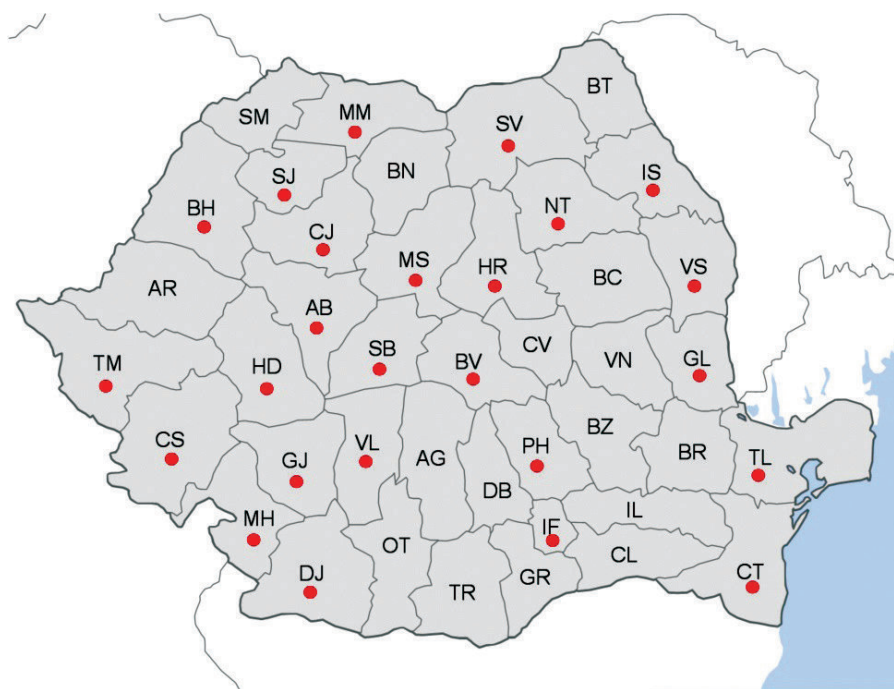 BT
SM
MM
SV
SJ
BN
IS
BH
CJ
NT
MS
HR
BC
VS
AR
AB
TM
HD
SB
BV
CV
VN
GL
CS
GJ
VL
AG
PH
BZ
BR
TL
DB
MH
IF
IL
DJ
OT
TR
GR
CL
CT